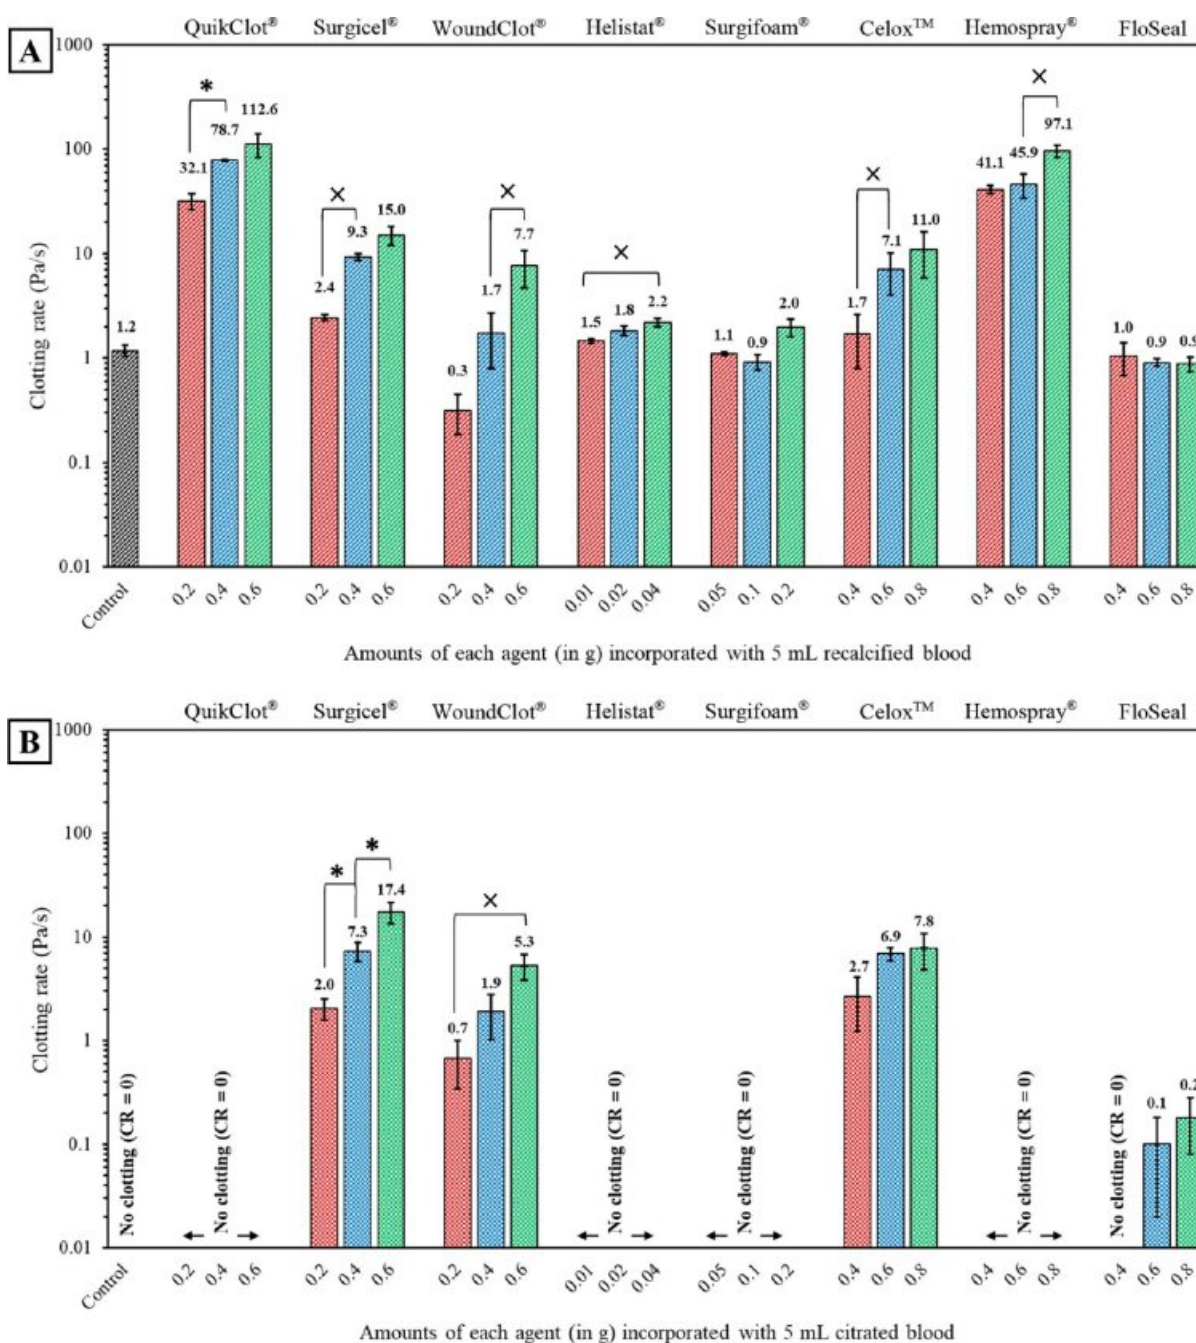 A
QuikClot® Surgicel® WoundClot® Helistat® Surgifoam® Celox™ Hemospray® FloSeal
Clotting rate (Pa/s)
1000
100
10
1
0.1
0.01
1.2
32.1 78.7 112.6
*
2.4 9.3 15.0
×
0.3 1.7 7.7
×
1.5 1.8 2.2
×
1.1 0.9 2.0
1.7 7.1 11.0
×
41.1 45.9 97.1
×
1.0 0.9 0.9
Control 0.2 0.4 0.6 0.2 0.4 0.6 0.2 0.4 0.6 0.01 0.02 0.04 0.05 0.1 0.2 0.4 0.6 0.8 0.4 0.6 0.8 0.4 0.6 0.8
Amounts of each agent (in g) incorporated with 5 mL recalcified blood
B
QuikClot® Surgicel® WoundClot® Helistat® Surgifoam® Celox™ Hemospray® FloSeal
Clotting rate (Pa/s)
1000
100
10
1
0.1
0.01
No clotting (CR = 0)
No clotting (CR = 0)
2.0 7.3 17.4
* *
0.7 1.9 5.3
×
No clotting (CR = 0)
No clotting (CR = 0)
2.7 6.9 7.8
No clotting (CR = 0)
No clotting (CR = 0)
0.1 0.2
Control 0.2 0.4 0.6 0.2 0.4 0.6 0.2 0.4 0.6 0.01 0.02 0.04 0.05 0.1 0.2 0.4 0.6 0.8 0.4 0.6 0.8 0.4 0.6 0.8
Amounts of each agent (in g) incorporated with 5 mL citrated blood